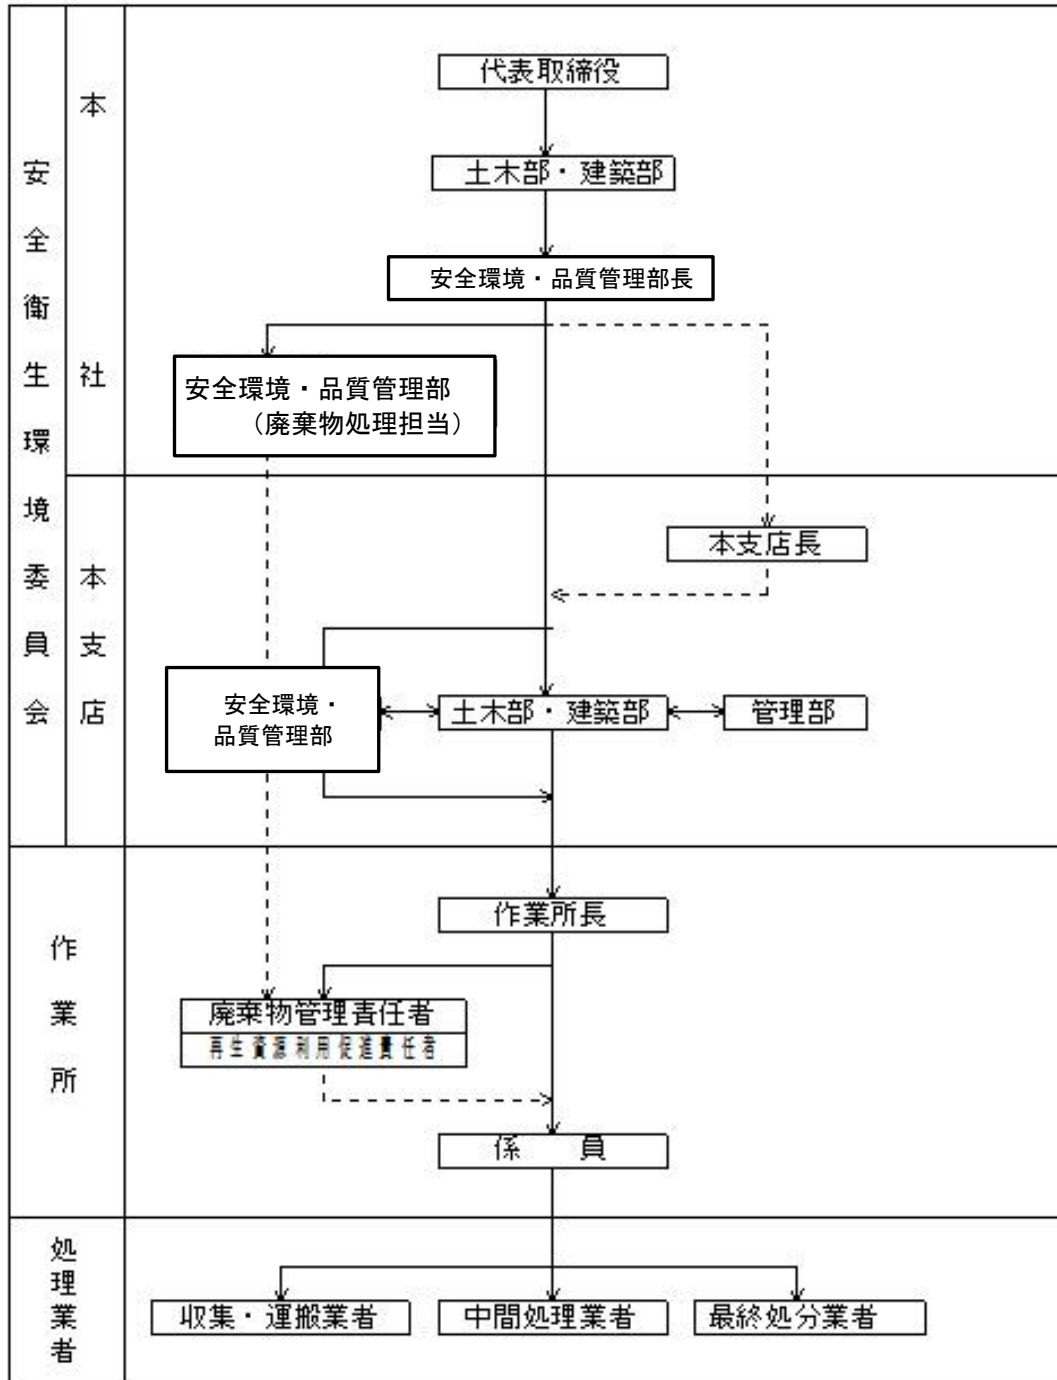 安全衛生環境委員会
本社
代表取締役
土木部・建築部
安全環境・品質管理部長
安全環境・品質管理部
（廃棄物処理担当）
本支店
本支店長
安全環境・
品質管理部
土木部・建築部
管理部
作業所
作業所長
廃棄物管理責任者
再生資源利用促進責任者
係　員
処理業者
収集・運搬業者
中間処理業者
最終処分業者